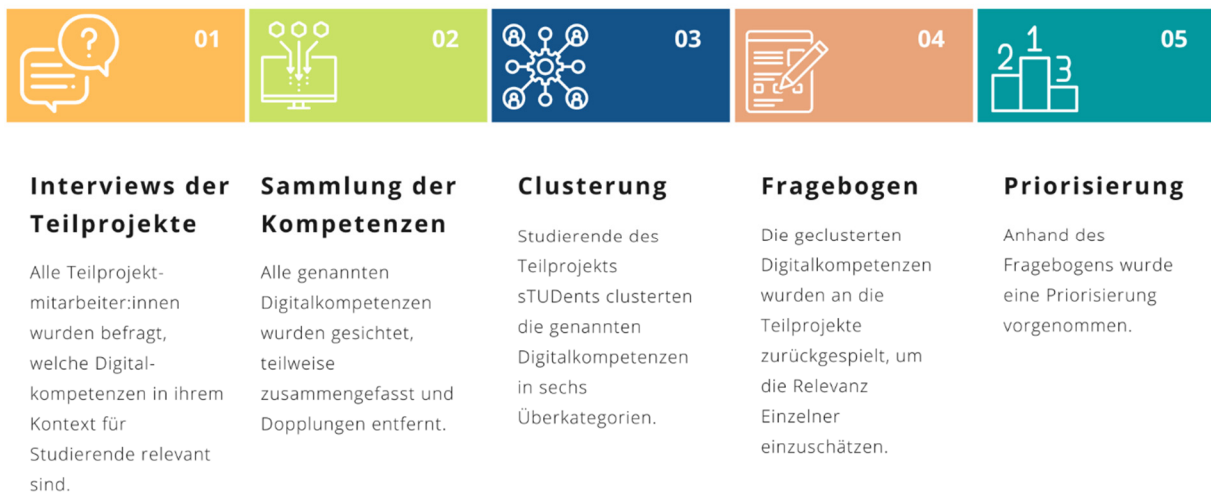 01
Interviews der
Teilprojekte
Alle Teilprojekt-
mitarbeiter:innen
wurden befragt,
welche Digital-
kompetenzen in ihrem
Kontext für
Studierende relevant
sind.
02
Sammlung der
Kompetenzen
Alle genannten
Digitalkompetenzen
wurden gesichtet,
teilweise
zusammengefasst und
Dopplungen entfernt.
03
Clusterung
Studierende des
Teilprojekts
sTUDents clusterten
die genannten
Digitalkompetenzen
in sechs
Überkategorien.
04
Fragebogen
Die geclusterten
Digitalkompetenzen
wurden an die
Teilprojekte
zurückgespielt, um
die Relevanz
Einzelner
einzuschätzen.
2
1
3
05
Priorisierung
Anhand des
Fragebogens wurde
eine Priorisierung
vorgenommen.